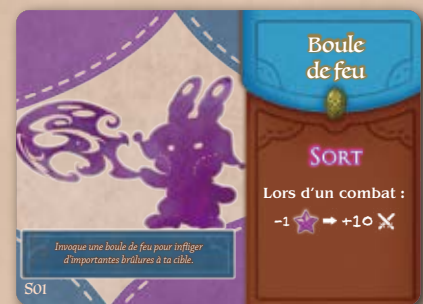 Boule
de feu
SORT
Lors d'un combat :
-1 ➡ +10
Invoque une boule de feu pour infliger
d'importantes brûlures à ta cible.
S01